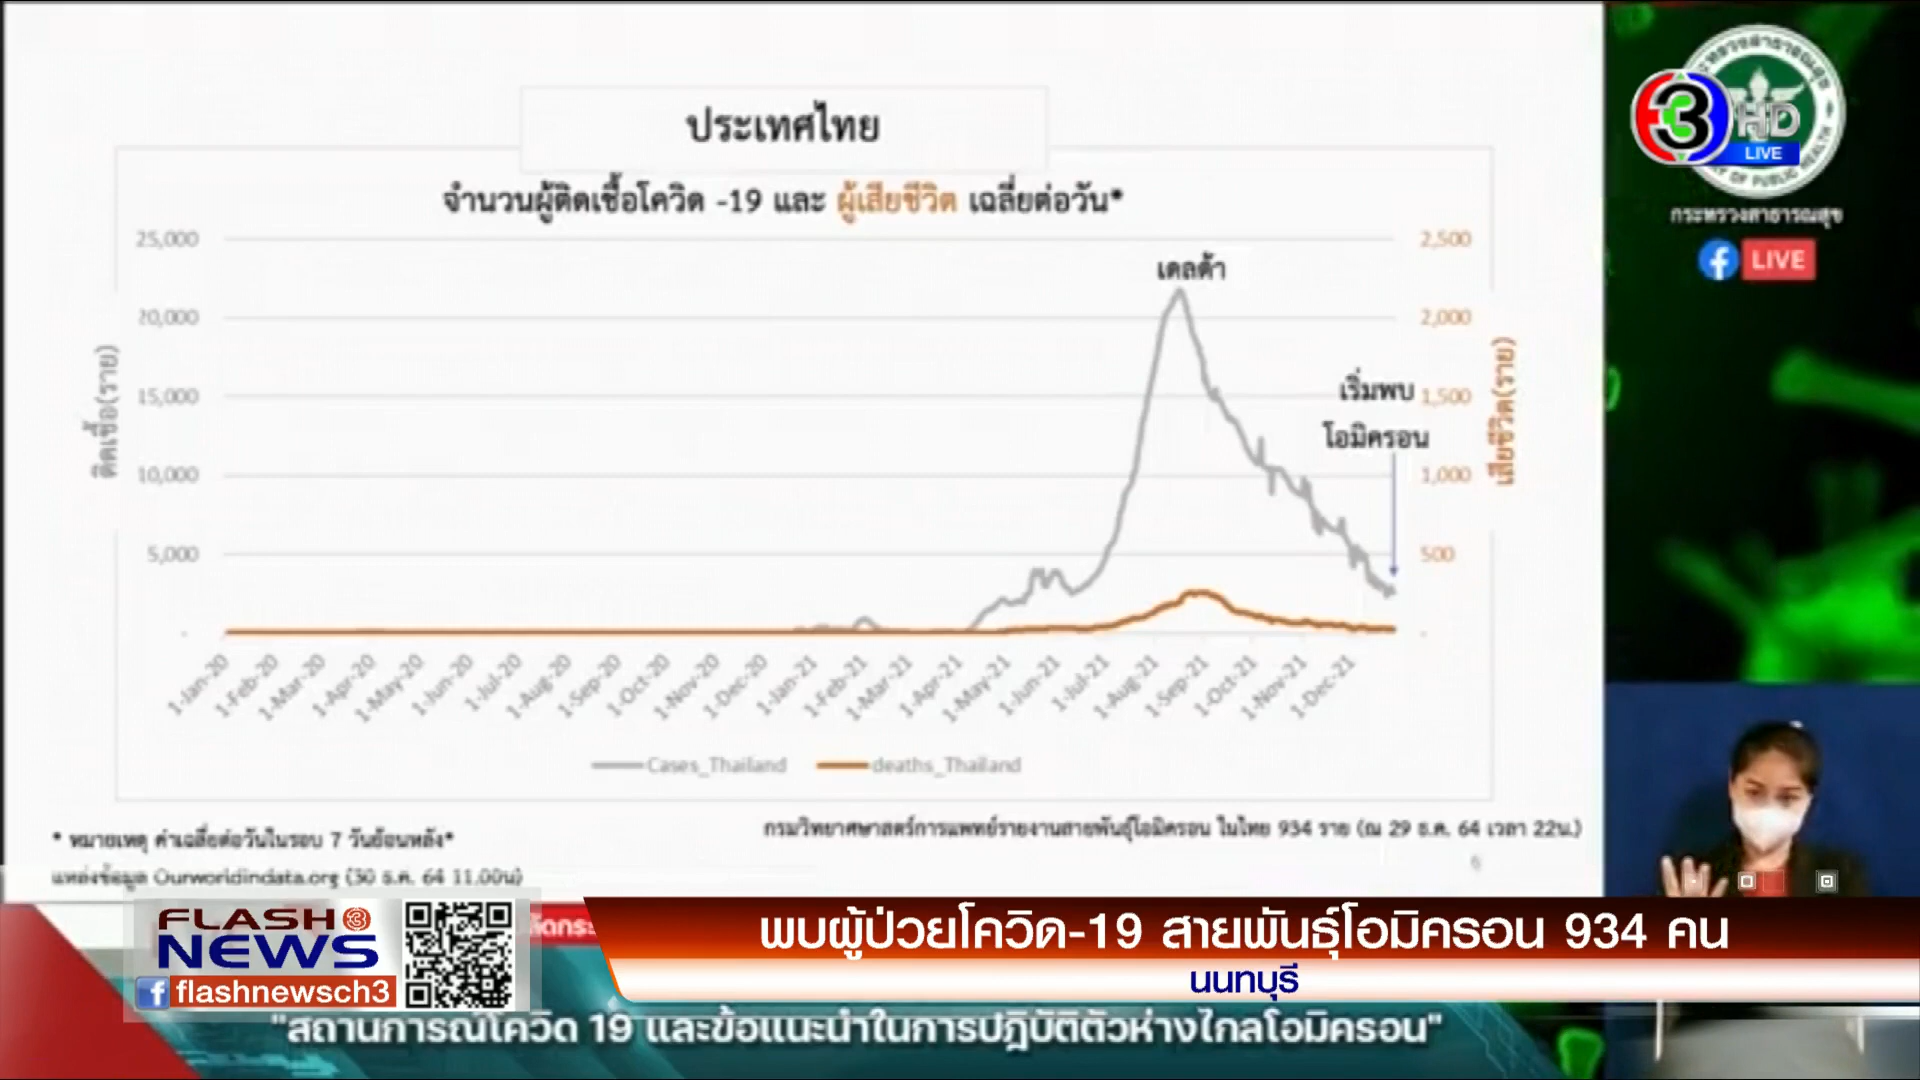 ประเทศไทย
จำนวนผู้ติดเชื้อโควิด -19 และ ผู้เสียชีวิต เฉลี่ยต่อวัน*
25,000
20,000
15,000
10,000
5,000
-
ติดเชื้อ(ราย)
2,500
2,000
1,500
1,000
500
-
เสียชีวิต(ราย)
เดลต้า
เริ่มพบ
โอมิครอน
1-Jan-20
1-Feb-20
1-Mar-20
1-Apr-20
1-May-20
1-Jun-20
1-Jul-20
1-Aug-20
1-Sep-20
1-Oct-20
1-Nov-20
1-Dec-20
1-Jan-21
1-Feb-21
1-Mar-21
1-Apr-21
1-May-21
1-Jun-21
1-Jul-21
1-Aug-21
1-Sep-21
1-Oct-21
1-Nov-21
1-Dec-21
Cases_Thailand
deaths_Thailand
* หมายเหตุ ค่าเฉลี่ยต่อวันในรอบ 7 วันย้อนหลัง*
กรมวิทยาศาสตร์การแพทย์รายงานสายพันธุ์โอมิครอน ในไทย 934 ราย (ณ 29 ธ.ค. 64 เวลา 22น.)
6
แหล่งข้อมูล Ourworldindata.org (30 ธ.ค. 64 11.00น)
3 HD
LIVE
กระทรวงสาธารณสุข
f LIVE
FLASH 3
NEWS
f flashnewsch3
พบผู้ป่วยโควิด-19 สายพันธุ์โอมิครอน 934 คน
นนทบุรี
"สถานการณ์โควิด 19 และข้อแนะนำในการปฏิบัติตัวห่างไกลโอมิครอน"